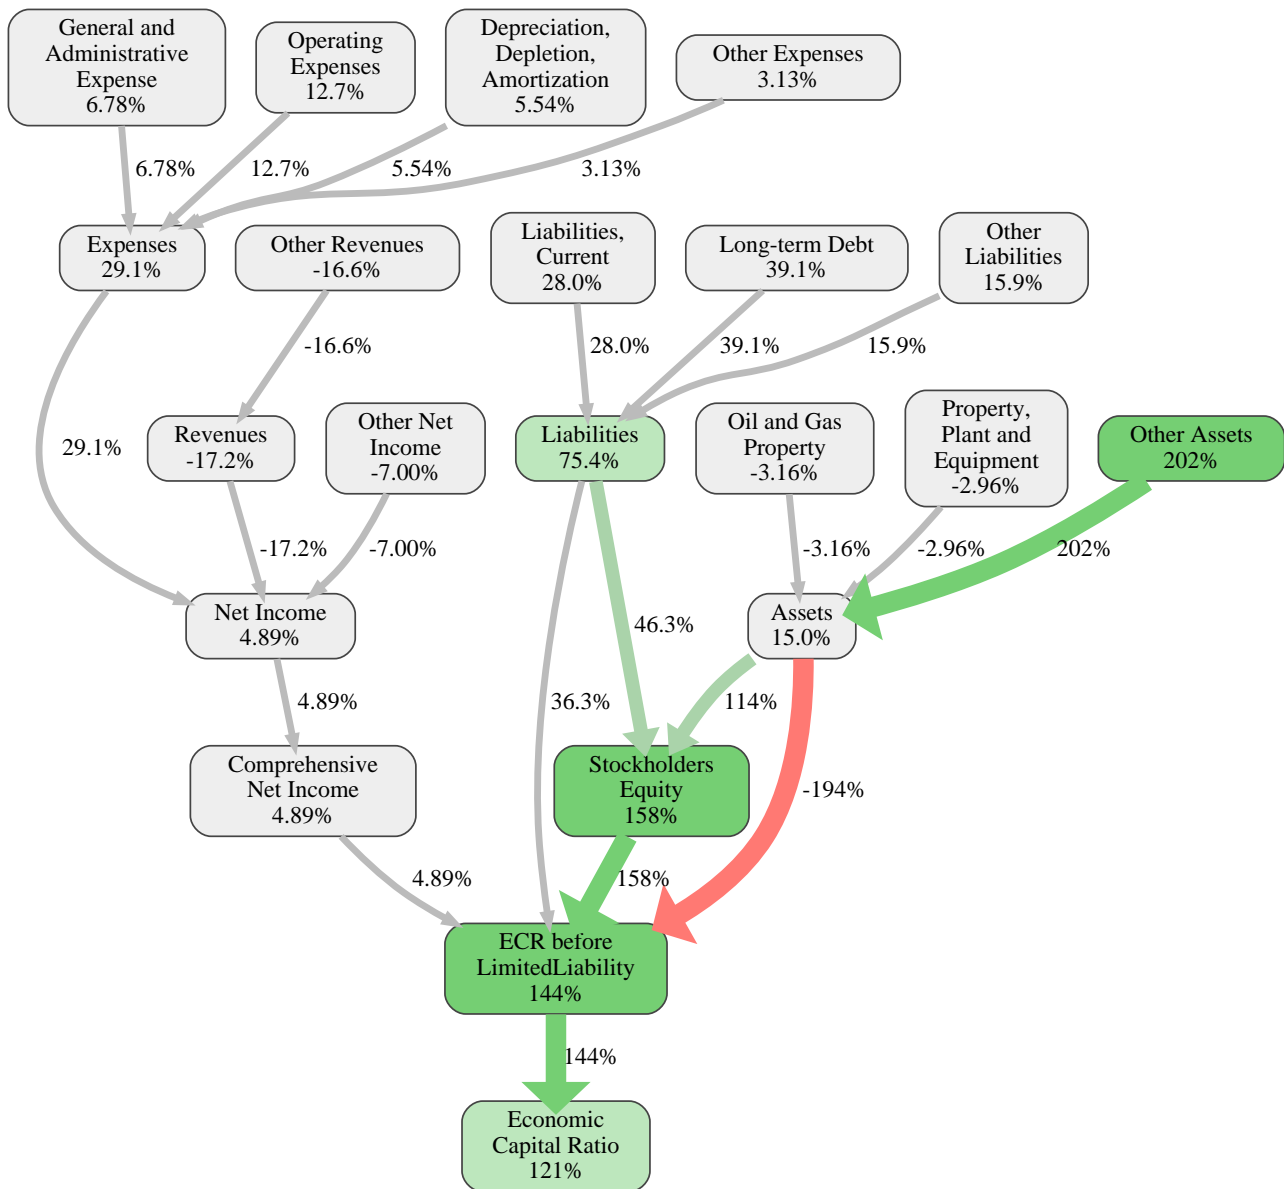 General and
Administrative
Expense
6.78%
Operating
Expenses
12.7%
Depreciation,
Depletion,
Amortization
5.54%
Other Expenses
3.13%
6.78%
12.7%
5.54%
3.13%
Expenses
29.1%
Other Revenues
-16.6%
Liabilities,
Current
28.0%
Long-term Debt
39.1%
Other
Liabilities
15.9%
-16.6%
28.0%
39.1%
15.9%
29.1%
Revenues
-17.2%
Other Net
Income
-7.00%
Liabilities
75.4%
Oil and Gas
Property
-3.16%
Property,
Plant and
Equipment
-2.96%
Other Assets
202%
-17.2%
-7.00%
-3.16%
-2.96%
202%
Net Income
4.89%
46.3%
Assets
15.0%
4.89%
36.3%
114%
Comprehensive
Net Income
4.89%
Stockholders
Equity
158%
-194%
4.89%
158%
ECR before
LimitedLiability
144%
144%
Economic
Capital Ratio
121%